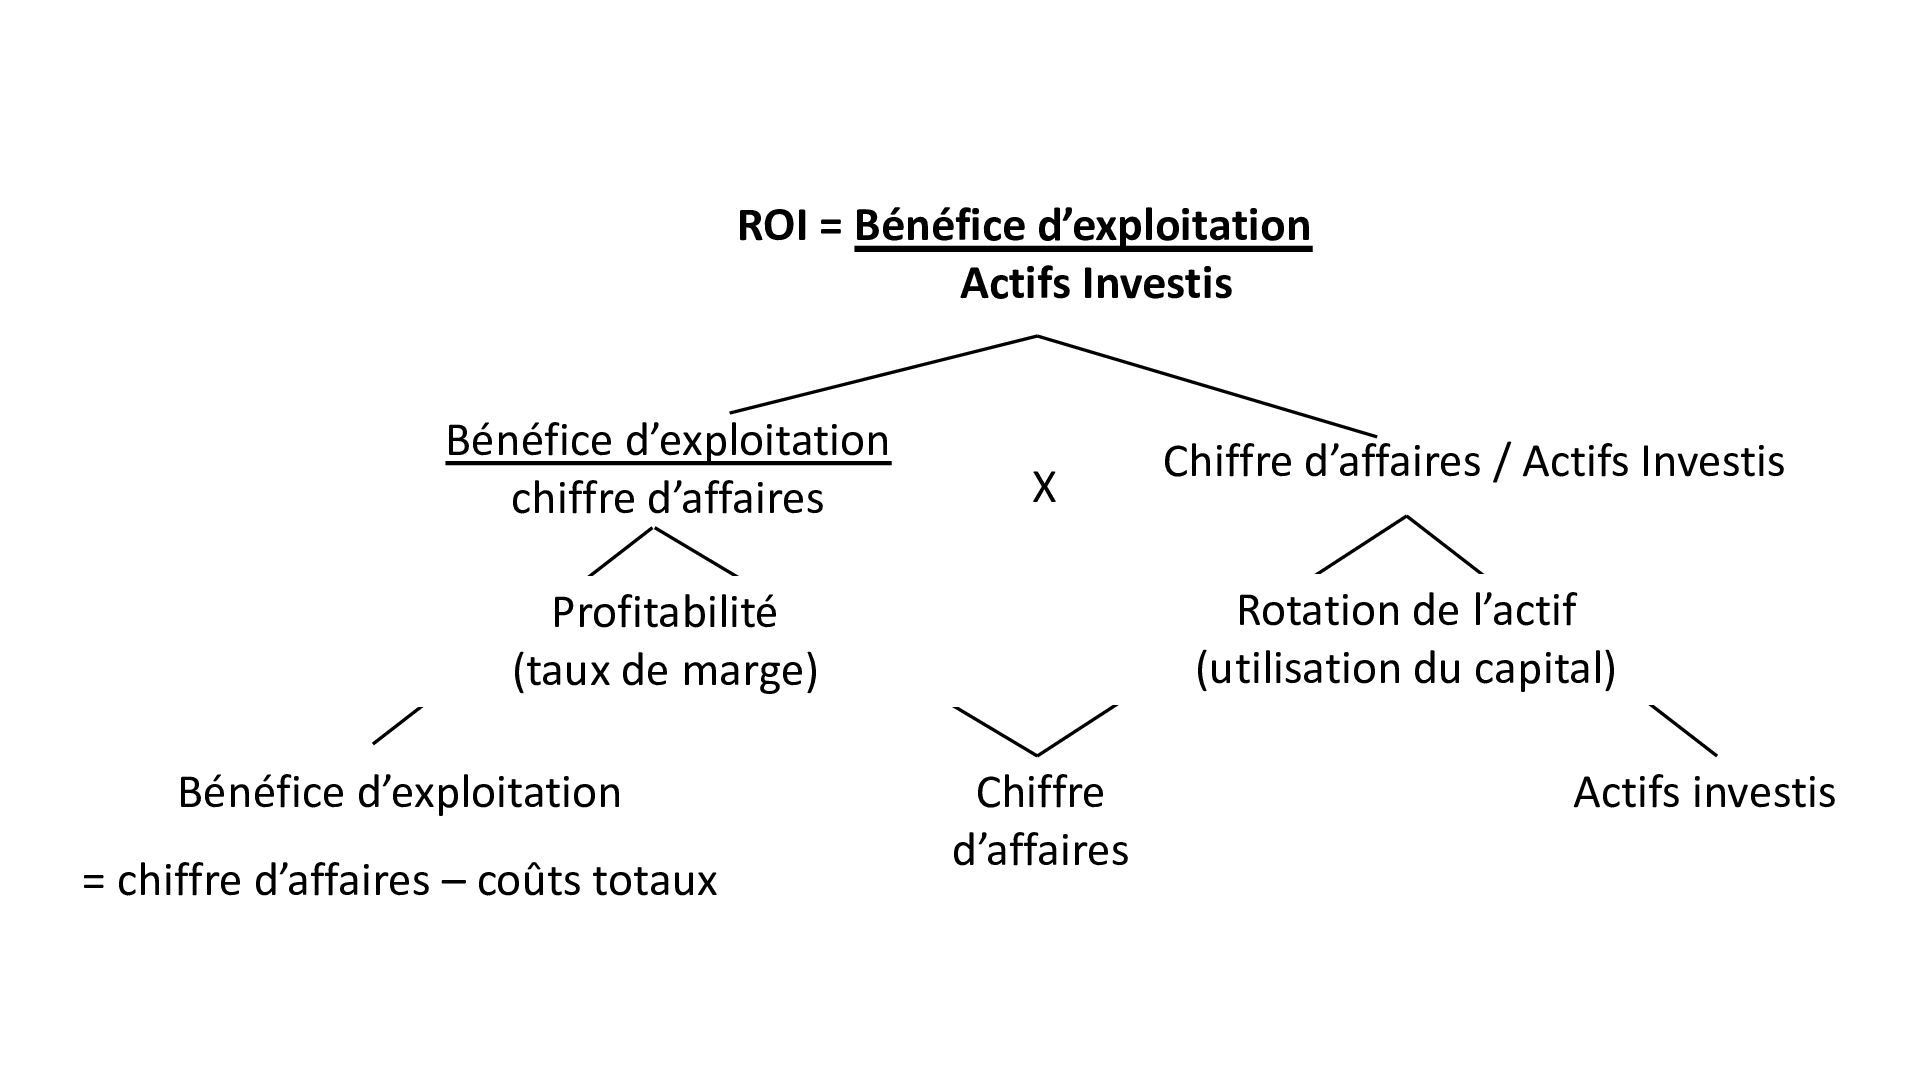 ROI = Bénéfice d’exploitation
Actifs Investis
Bénéfice d’exploitation
chiffre d’affaires
X
Chiffre d’affaires / Actifs Investis
Profitabilité
(taux de marge)
Rotation de l’actif
(utilisation du capital)
Bénéfice d’exploitation
= chiffre d’affaires – coûts totaux
Chiffre
d’affaires
Actifs investis